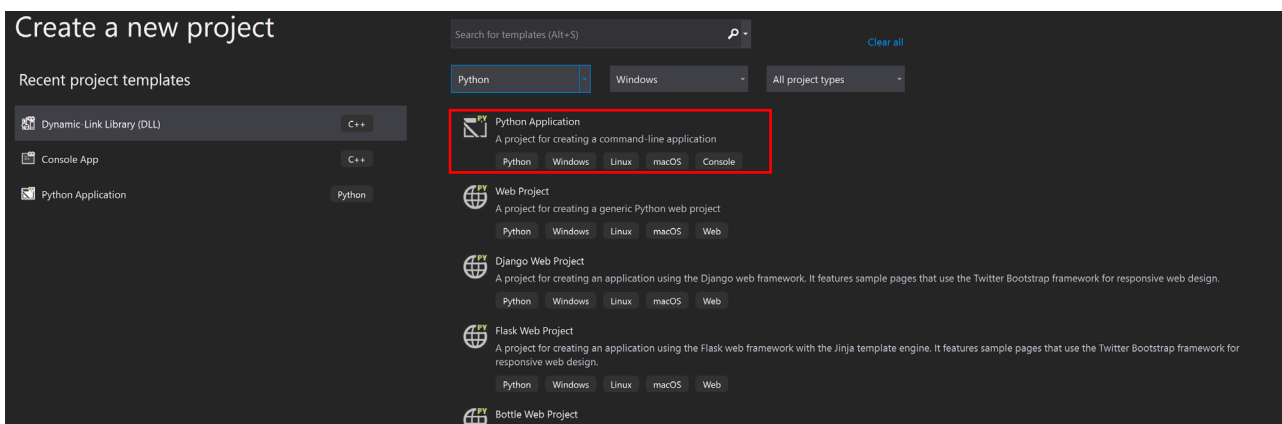 Create a new project
Recent project templates
Dynamic-Link Library (DLL)
C++
Console App
C++
Python Application
Python
Search for templates (Alt+S)
Clear all
Python
Windows
All project types
PY
Python Application
A project for creating a command-line application
Python Windows Linux macOS Console
PY
Web Project
A project for creating a generic Python web project
Python Windows Linux macOS Web
PY
Django Web Project
A project for creating an application using the Django web framework. It features sample pages that use the Twitter Bootstrap framework for responsive web design.
Python Windows Linux macOS Web
PY
Flask Web Project
A project for creating an application using the Flask web framework with the Jinja template engine. It features sample pages that use the Twitter Bootstrap framework for
responsive web design.
Python Windows Linux macOS Web
PY
Bottle Web Project